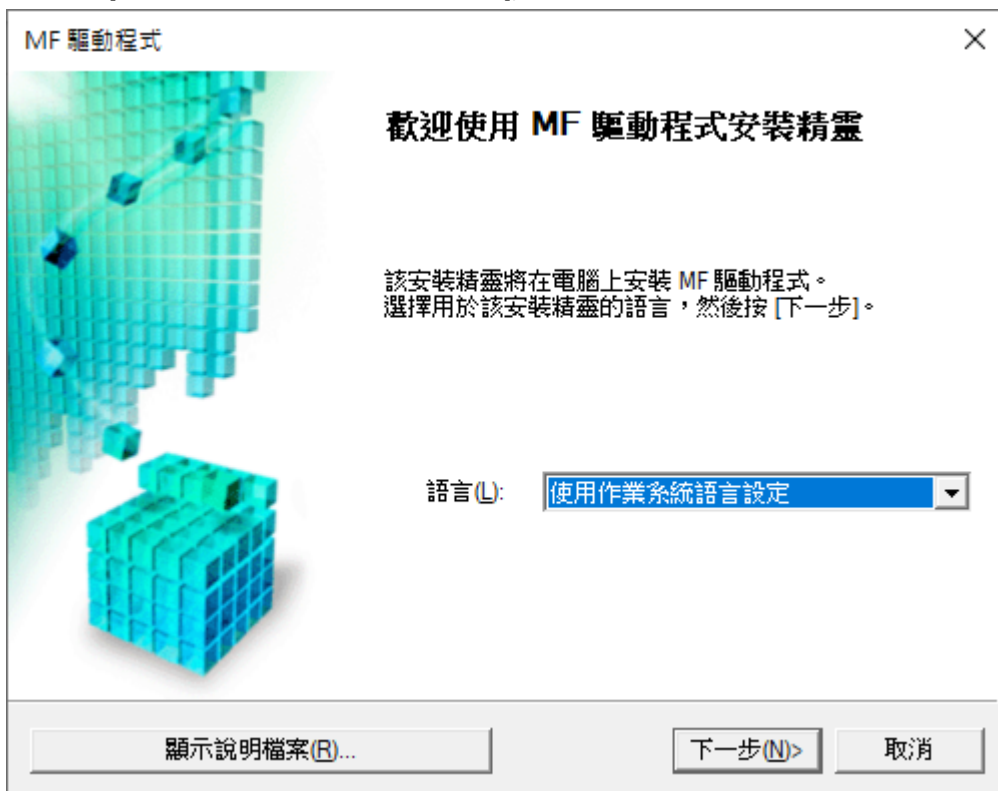 MF 驅動程式
歡迎使用 MF 驅動程式安裝精靈
該安裝精靈將在電腦上安裝 MF 驅動程式。
選擇用於該安裝精靈的語言，然後按 [下一步]。
語言(L): 使用作業系統語言設定
顯示說明檔案(R)... 下一步(N)> 取消